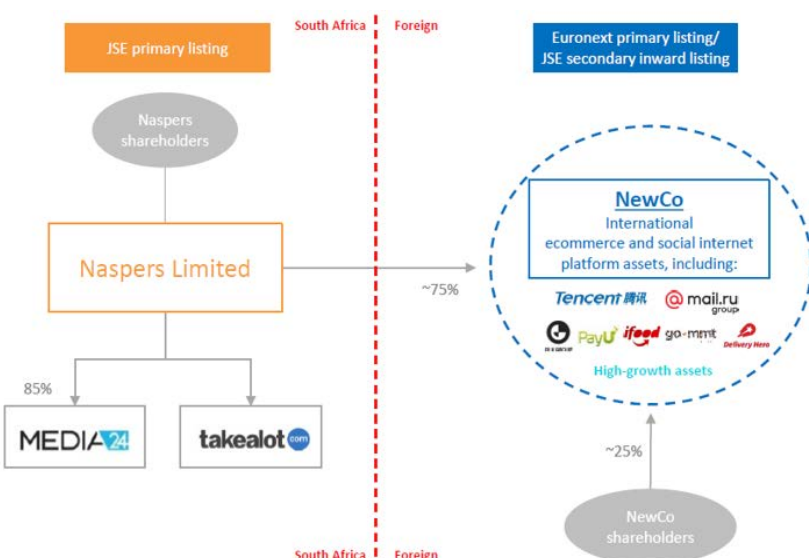 South Africa
Foreign
JSE primary listing
Euronext primary listing/
JSE secondary inward listing
Naspers
shareholders
NewCo
International
ecommerce and social internet
platform assets, including:
Naspers Limited
~75%
Tencent 腾讯
@ mail.ru
group
PayU
ifood
go-mmt
Delivery Hero
High-growth assets
85%
MEDIA24
takealot
com
~25%
NewCo
shareholders
South Africa
Foreign